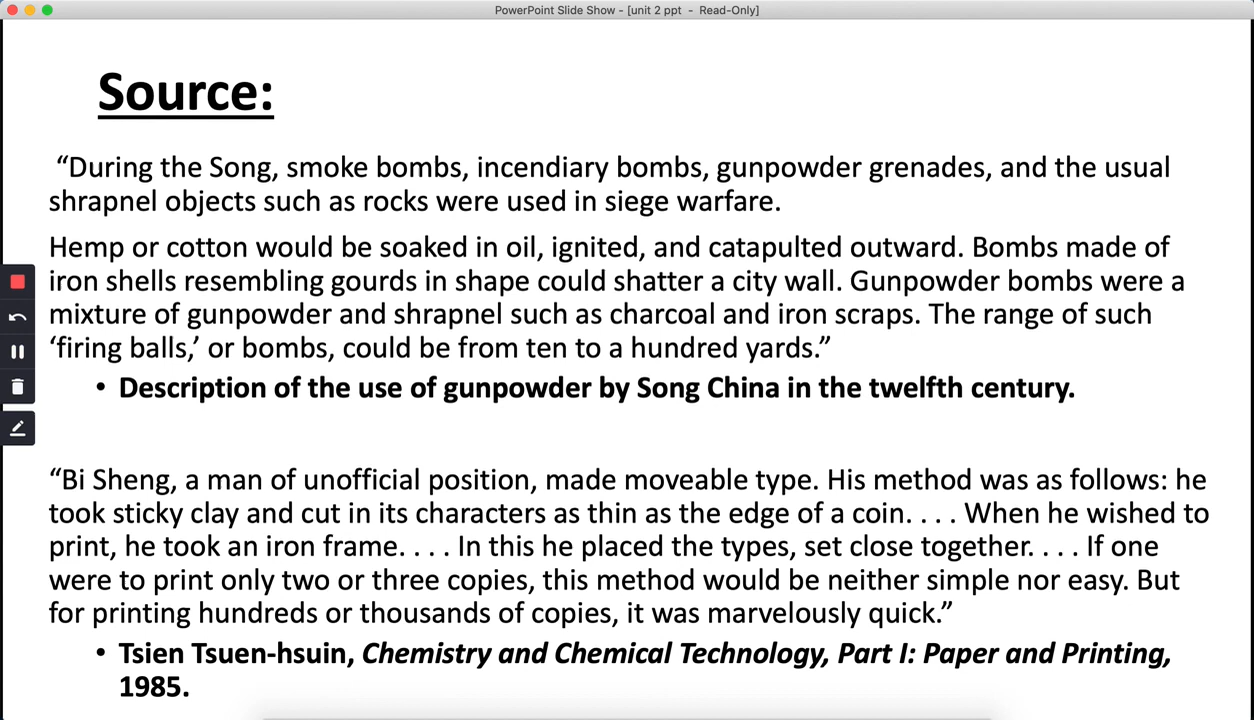 PowerPoint Slide Show - [unit 2 ppt - Read-Only]
Source:
“During the Song, smoke bombs, incendiary bombs, gunpowder grenades, and the usual
shrapnel objects such as rocks were used in siege warfare.
Hemp or cotton would be soaked in oil, ignited, and catapulted outward. Bombs made of
iron shells resembling gourds in shape could shatter a city wall. Gunpowder bombs were a
mixture of gunpowder and shrapnel such as charcoal and iron scraps. The range of such
‘firing balls,’ or bombs, could be from ten to a hundred yards.”
• Description of the use of gunpowder by Song China in the twelfth century.
“Bi Sheng, a man of unofficial position, made moveable type. His method was as follows: he
took sticky clay and cut in its characters as thin as the edge of a coin. . . . When he wished to
print, he took an iron frame. . . . In this he placed the types, set close together. . . . If one
were to print only two or three copies, this method would be neither simple nor easy. But
for printing hundreds or thousands of copies, it was marvelously quick.”
• Tsien Tsuen-hsuin, Chemistry and Chemical Technology, Part I: Paper and Printing,
1985.